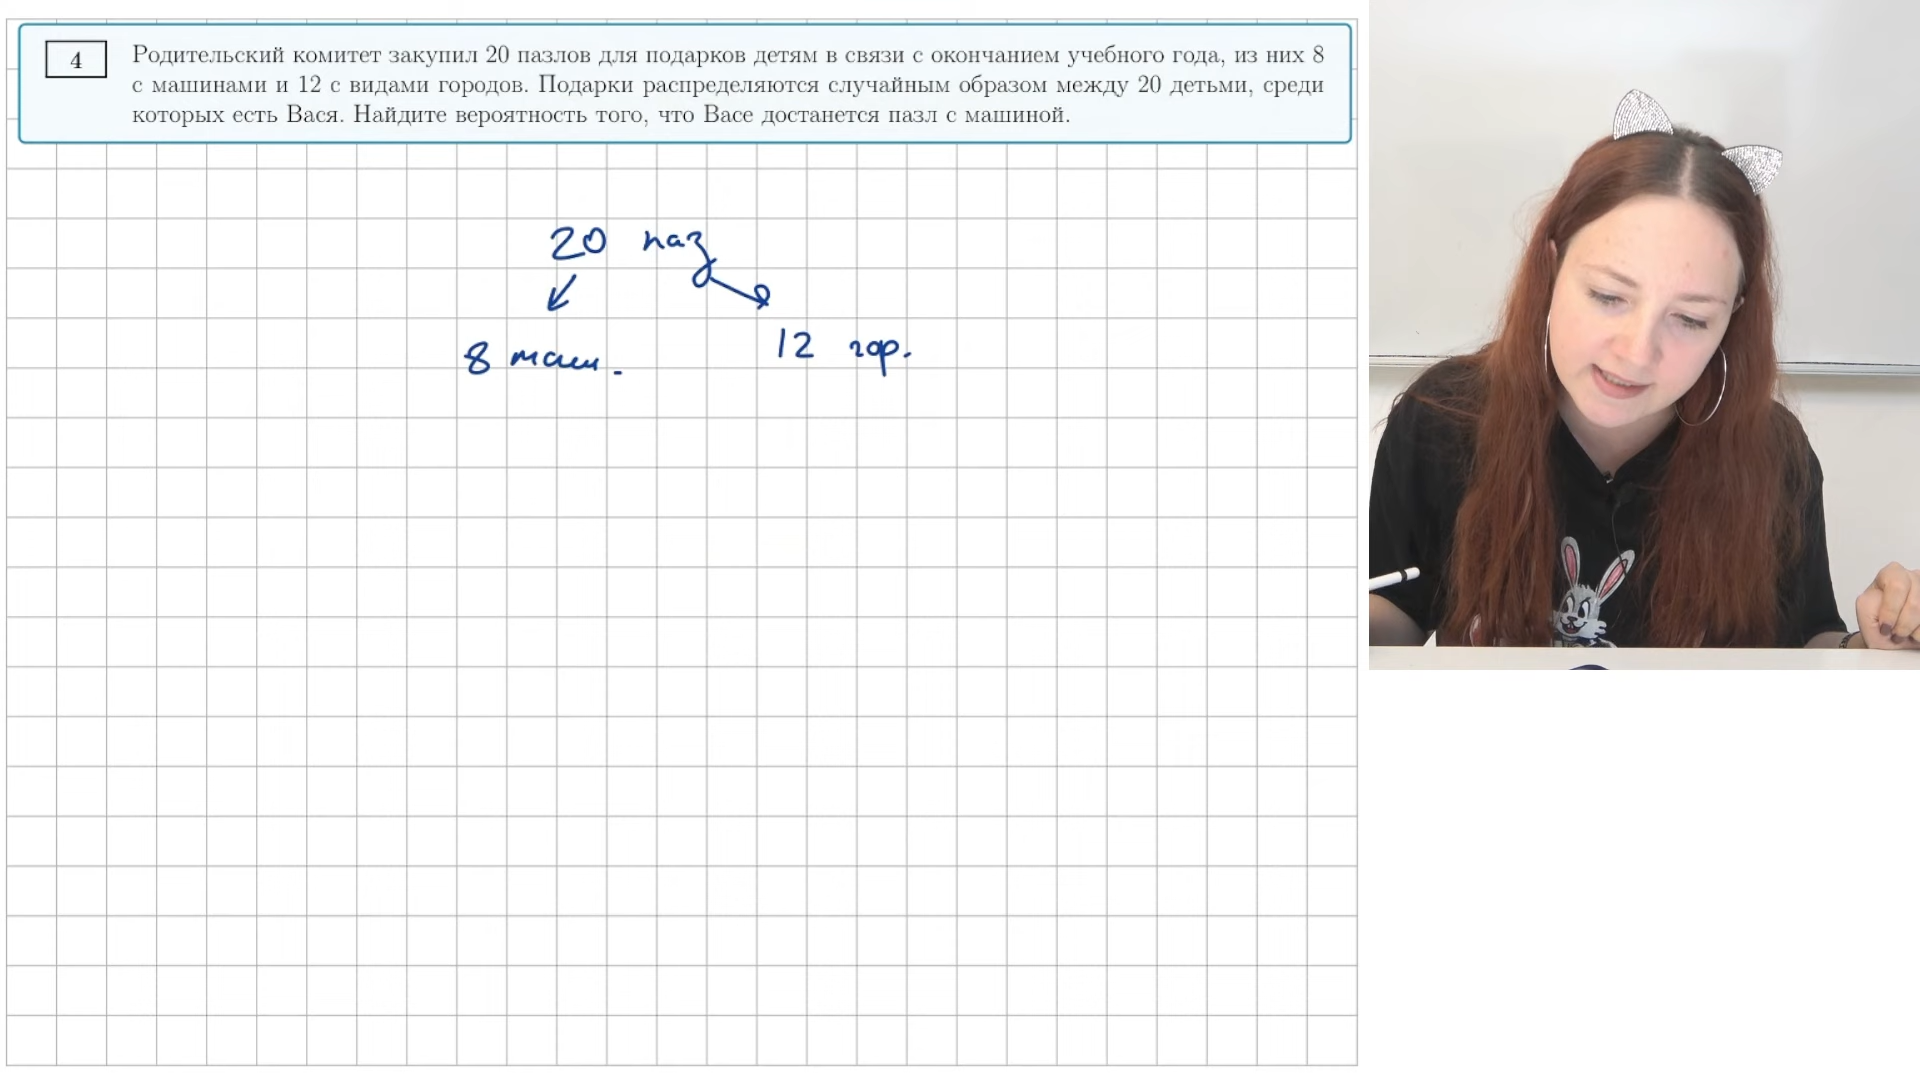 4
Родительский комитет закупил 20 пазлов для подарков детям в связи с окончанием учебного года, из них 8
с машинами и 12 с видами городов. Подарки распределяются случайным образом между 20 детьми, среди
которых есть Вася. Найдите вероятность того, что Васе достанется пазл с машиной.
20 паз
8 маш.
12 гор.